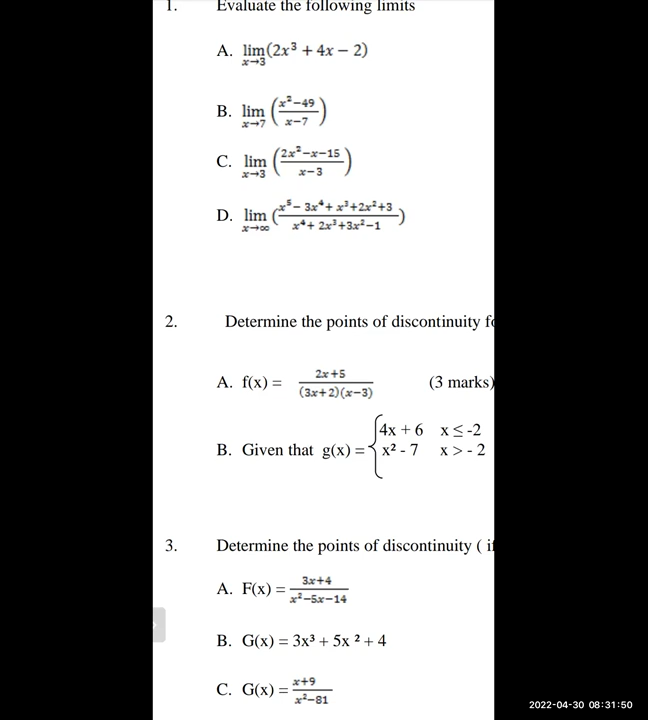 1. Evaluate the following limits
A. lim x→3 (2x³ + 4x − 2)
B. lim x→7 (x²−49 / x−7)
C. lim x→3 (2x²−x−15 / x−3)
D. lim x→∞ (x⁵− 3x⁴+ x³+2x²+3 / x⁴+ 2x³+3x²−1)
2. Determine the points of discontinuity
A. f(x) = 2x+5 / (3x+2)(x−3) (3 marks)
B. Given that g(x) = { 4x + 6 x ≤ -2
x² - 7 x > - 2
3. Determine the points of discontinuity (
A. F(x) = 3x+4 / x²−5x−14
B. G(x) = 3x³ + 5x ² + 4
C. G(x) = x+9 / x²−81
2022-04-30 08:31:50